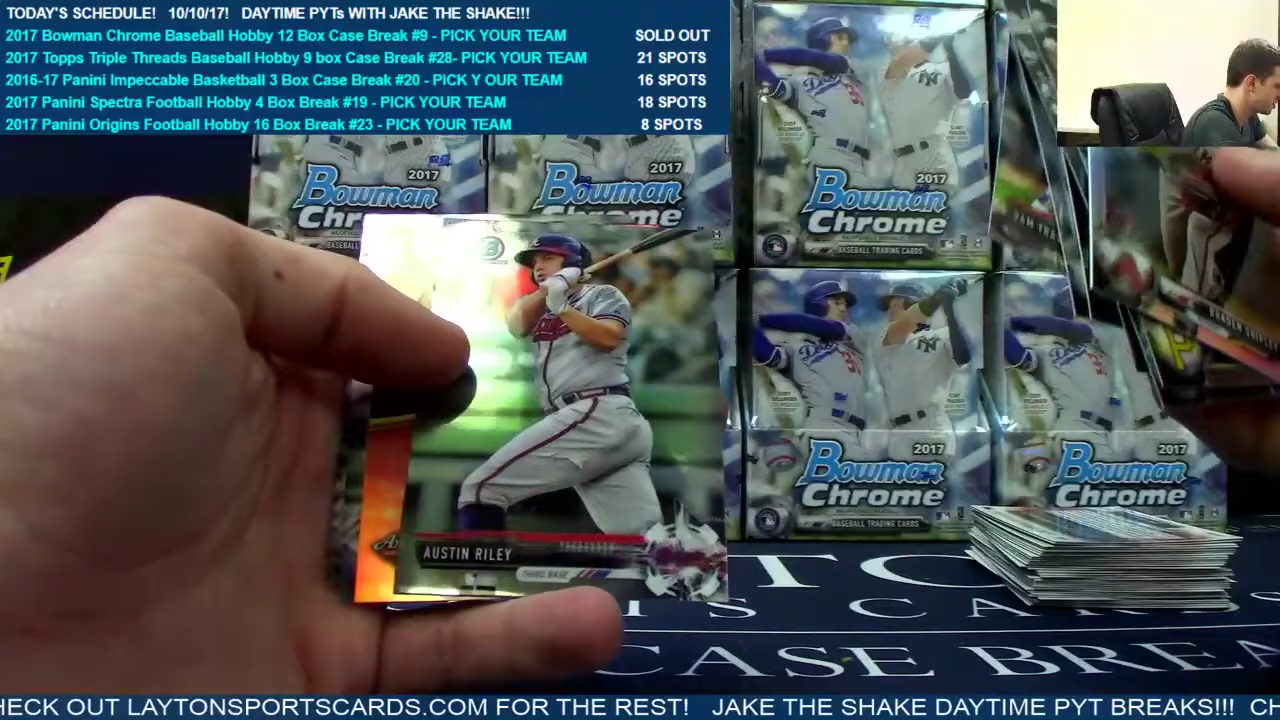 TODAY'S SCHEDULE! 10/10/17! DAYTIME PYTs WITH JAKE THE SHAKE!!!
2017 Bowman Chrome Baseball Hobby 12 Box Case Break #9 - PICK YOUR TEAM SOLD OUT
2017 Topps Triple Threads Baseball Hobby 9 box Case Break #28- PICK YOUR TEAM 21 SPOTS
2016-17 Panini Impeccable Basketball 3 Box Case Break #20 - PICK Y OUR TEAM 16 SPOTS
2017 Panini Spectra Football Hobby 4 Box Break #19 - PICK YOUR TEAM 18 SPOTS
2017 Panini Origins Football Hobby 16 Box Break #23 - PICK YOUR TEAM 8 SPOTS
2017
Bowman
Chrome
BASEBALL
2017
Bowman
Chrome
2017
Bowman
Chrome
BASEBALL TRADING CARDS
2017
Bowman
Chrome
BASEBALL TRADING CARDS
2017
Bowman
Chrome
BASEBALL TRADING CARDS
AUSTIN RILEY
THIRD BASE
BRADEN SHIPLEY
CASE BREA
HECK OUT LAYTONSPORTSCARDS.COM FOR THE REST! JAKE THE SHAKE DAYTIME PYT BREAKS!!! CH